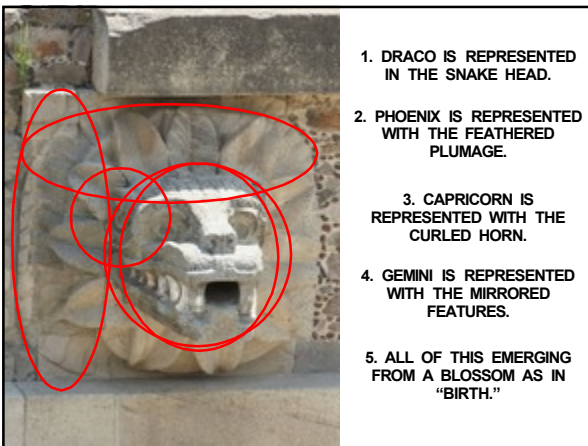 1. DRACO IS REPRESENTED
IN THE SNAKE HEAD.
2. PHOENIX IS REPRESENTED
WITH THE FEATHERED
PLUMAGE.
3. CAPRICORN IS
REPRESENTED WITH THE
CURLED HORN.
4. GEMINI IS REPRESENTED
WITH THE MIRRORED
FEATURES.
5. ALL OF THIS EMERGING
FROM A BLOSSOM AS IN
“BIRTH.”